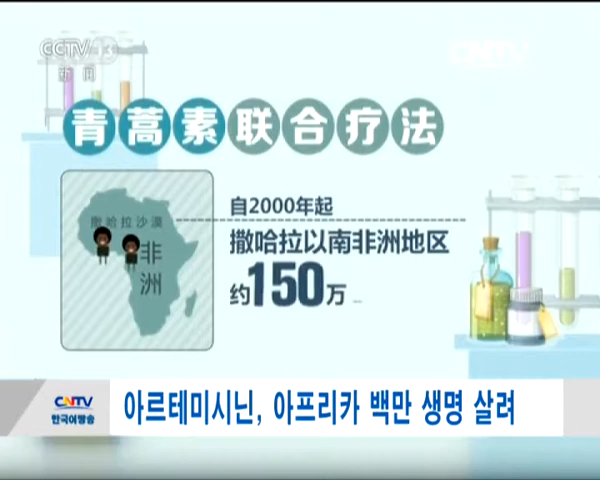 CCTV 13
新闻
CNTV
青蒿素联合疗法
撒哈拉沙漠
非洲
自2000年起
撒哈拉以南非洲地区
约150万
CNTV
한국어방송
아르테미시닌, 아프리카 백만 생명 살려